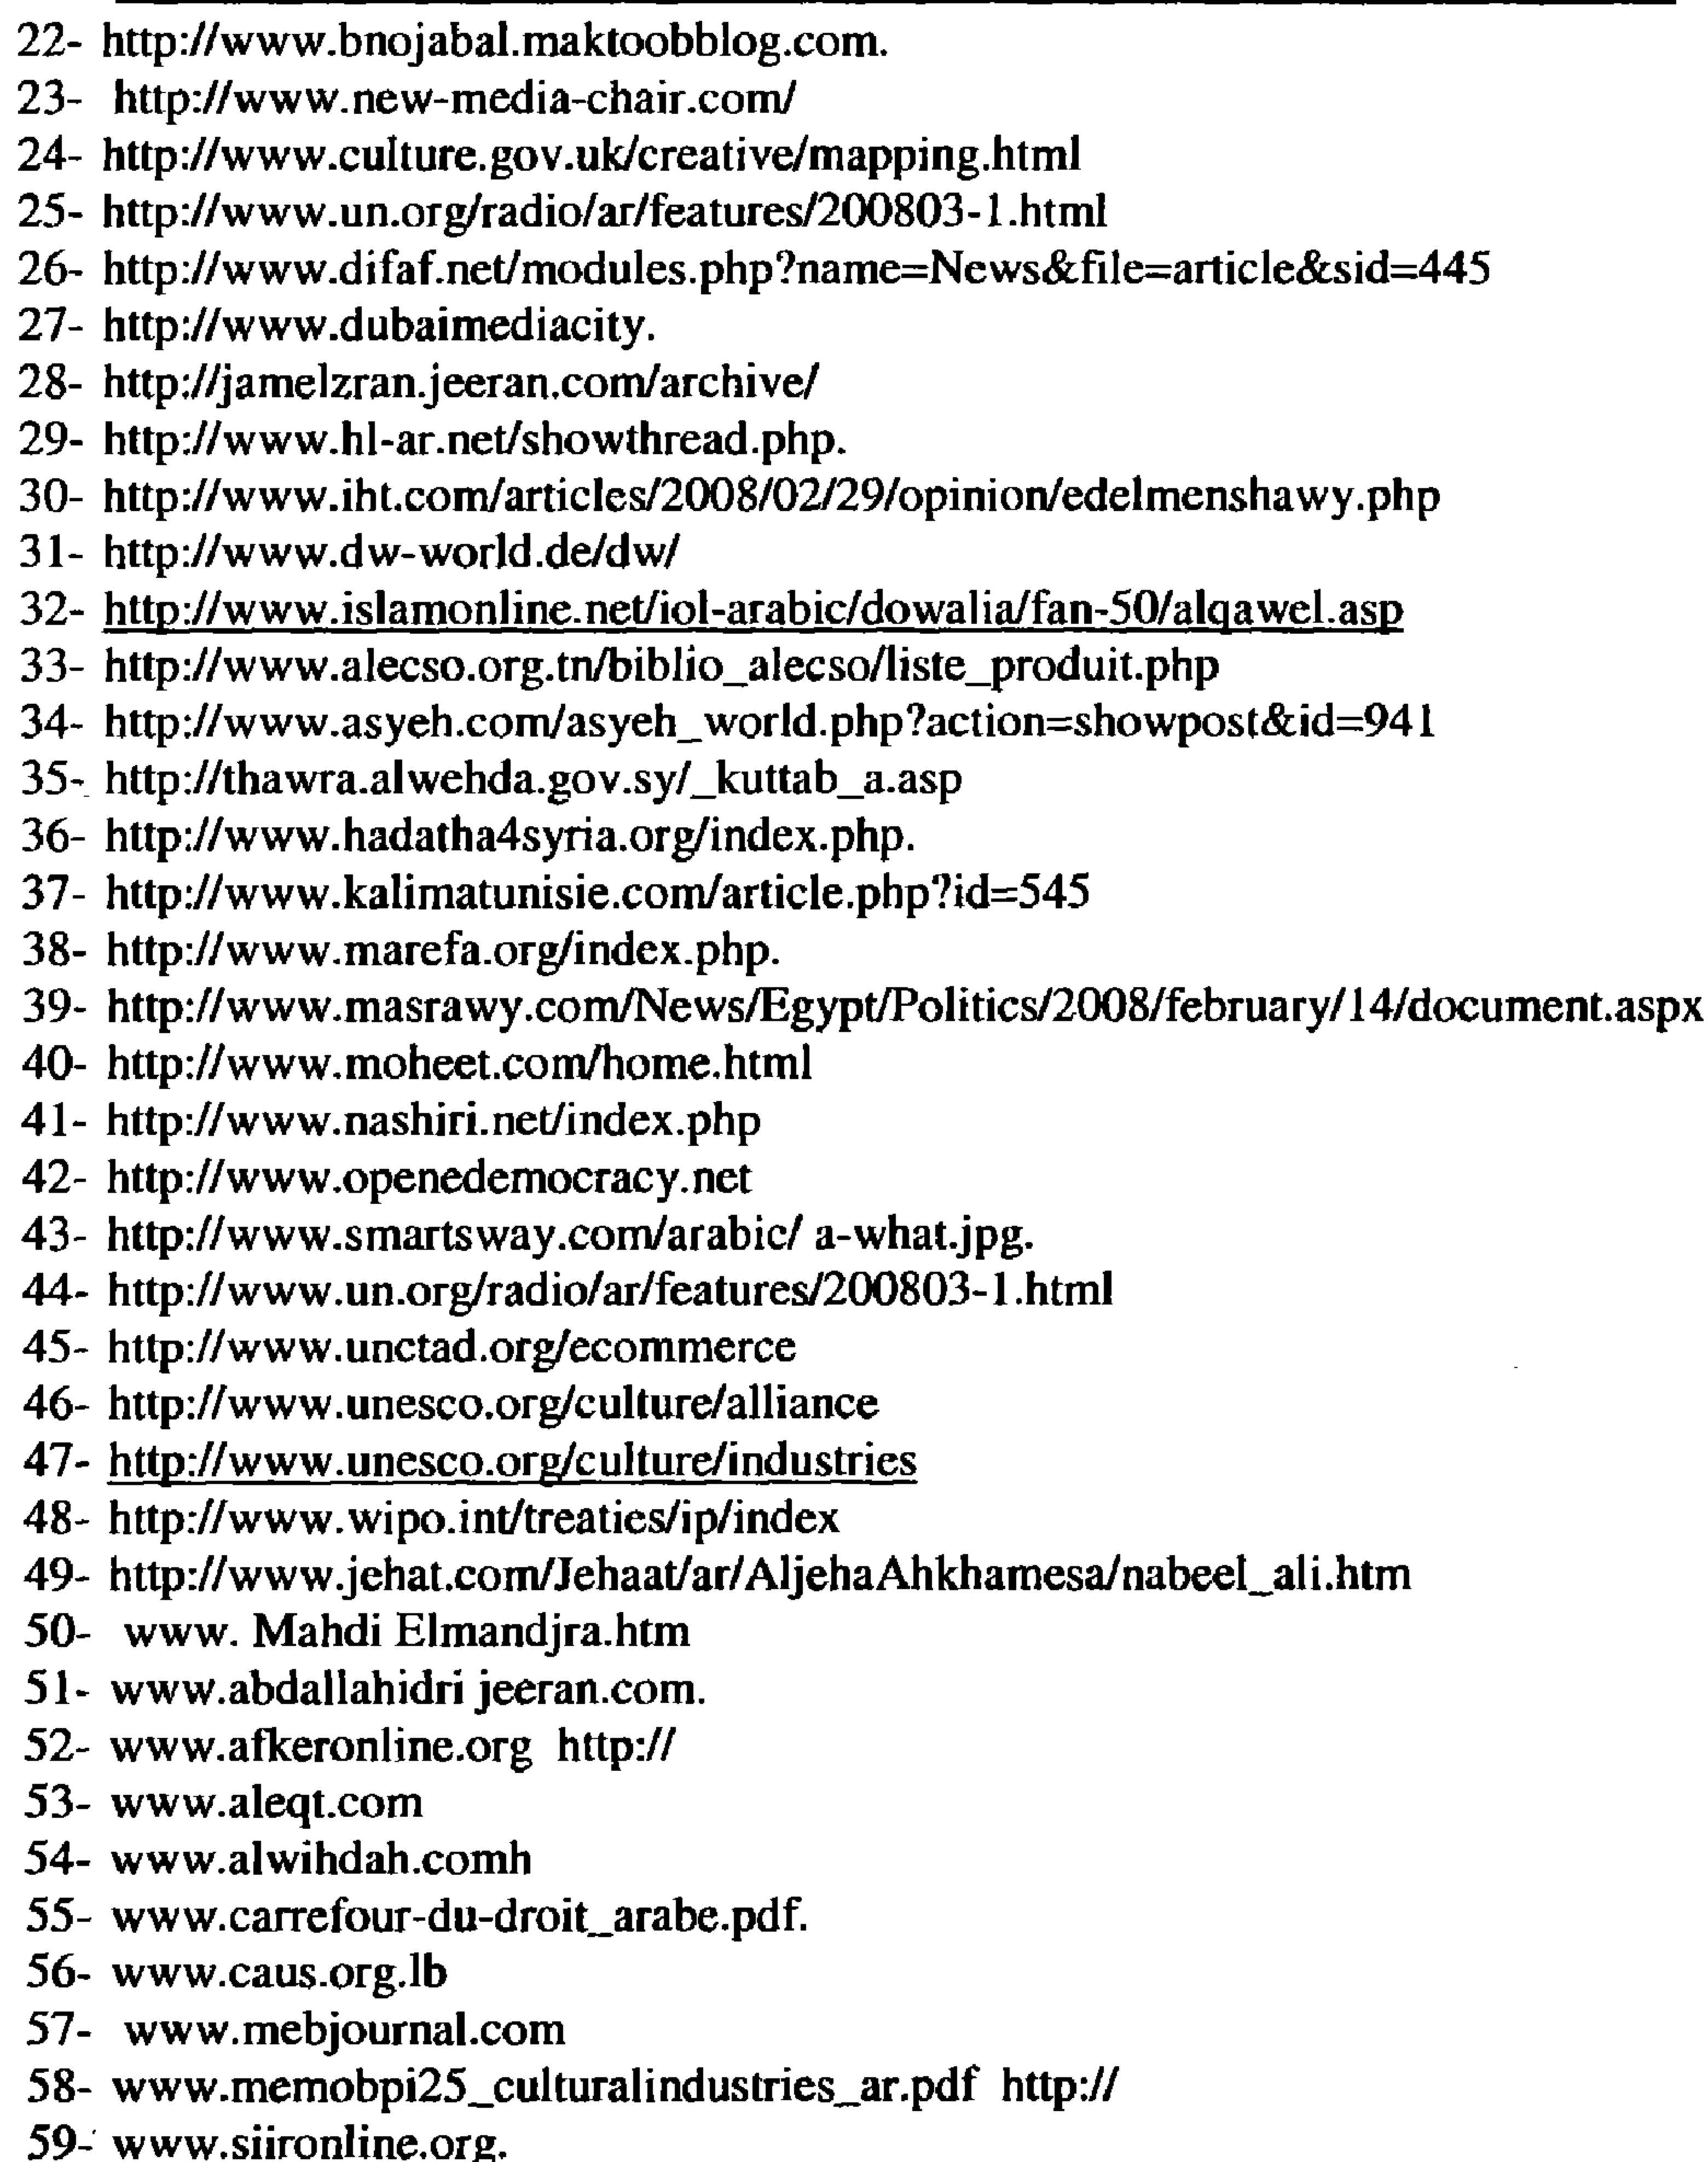 22- http://www.bnojabal.maktoobblog.com.
23- http://www.new-media-chair.com/
24- http://www.culture.gov.uk/creative/mapping.html
25- http://www.un.org/radio/ar/features/200803-1.html
26- http://www.difaf.net/modules.php?name=News&file=article&sid=445
27- http://www.dubaimediacity.
28- http://jamelzran.jeeran.com/archive/
29- http://www.hl-ar.net/showthread.php.
30- http://www.iht.com/articles/2008/02/29/opinion/edelmenshawy.php
31- http://www.dw-world.de/dw/
32- http://www.islamonline.net/iol-arabic/dowalia/fan-50/alqawel.asp
33- http://www.alecso.org.tn/biblio_alecso/liste_produit.php
34- http://www.asyeh.com/asyeh_world.php?action=showpost&id=941
35- http://thawra.alwehda.gov.sy/_kuttab_a.asp
36- http://www.hadatha4syria.org/index.php.
37- http://www.kalimatunisie.com/article.php?id=545
38- http://www.marefa.org/index.php.
39- http://www.masrawy.com/News/Egypt/Politics/2008/february/14/document.aspx
40- http://www.moheet.com/home.html
41- http://www.nashiri.net/index.php
42- http://www.openedemocracy.net
43- http://www.smartsway.com/arabic/ a-what.jpg.
44- http://www.un.org/radio/ar/features/200803-1.html
45- http://www.unctad.org/ecommerce
46- http://www.unesco.org/culture/alliance
47- http://www.unesco.org/culture/industries
48- http://www.wipo.int/treaties/ip/index
49- http://www.jehat.com/Jehaat/ar/AljehaAhkhamesa/nabeel_ali.htm
50- www. Mahdi Elmandjra.htm
51- www.abdallahidri jeeran.com.
52- www.afkeronline.org http://
53- www.aleqt.com
54- www.alwihdah.comh
55- www.carrefour-du-droit_arabe.pdf.
56- www.caus.org.lb
57- www.mebjournal.com
58- www.memobpi25_culturalindustries_ar.pdf http://
59- www.siironline.org.